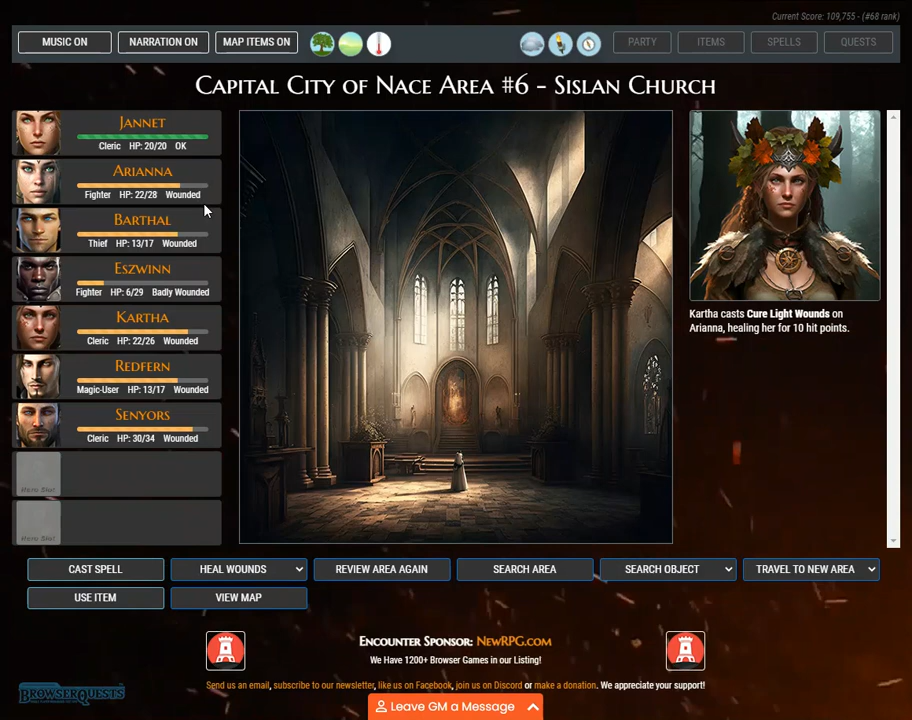 Current Score: 109,755 - (#68 rank)
MUSIC ON
NARRATION ON
MAP ITEMS ON
PARTY
ITEMS
SPELLS
QUESTS
Capital City of Nace Area #6 - Sislan Church
Jannet
Cleric HP: 20/20 OK
Arianna
Fighter HP: 22/28 Wounded
Barthal
Thief HP: 13/17 Wounded
Eszwinn
Fighter HP: 6/29 Badly Wounded
Kartha
Cleric HP: 22/26 Wounded
Redfern
Magic-User HP: 13/17 Wounded
Senyors
Cleric HP: 30/34 Wounded
Hero Slot
Hero Slot
Kartha casts Cure Light Wounds on
Arianna, healing her for 10 hit points.
CAST SPELL
HEAL WOUNDS
REVIEW AREA AGAIN
SEARCH AREA
SEARCH OBJECT
TRAVEL TO NEW AREA
USE ITEM
VIEW MAP
Encounter Sponsor: NewRPG.com
We Have 1200+ Browser Games in our Listing!
BrowserQuests
Send us an email, subscribe to our newsletter, like us on Facebook, join us on Discord or make a donation. We appreciate your support!
Leave GM a Message